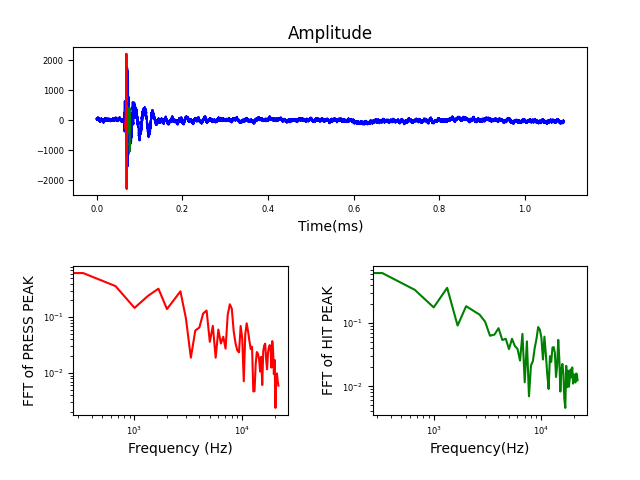 Amplitude
2000
1000
0
−1000
−2000
0.0 0.2 0.4 0.6 0.8 1.0
Time(ms)
FFT of PRESS PEAK
10⁻¹
10⁻²
10³ 10⁴
Frequency (Hz)
FFT of HIT PEAK
10⁻¹
10⁻²
10³ 10⁴
Frequency(Hz)